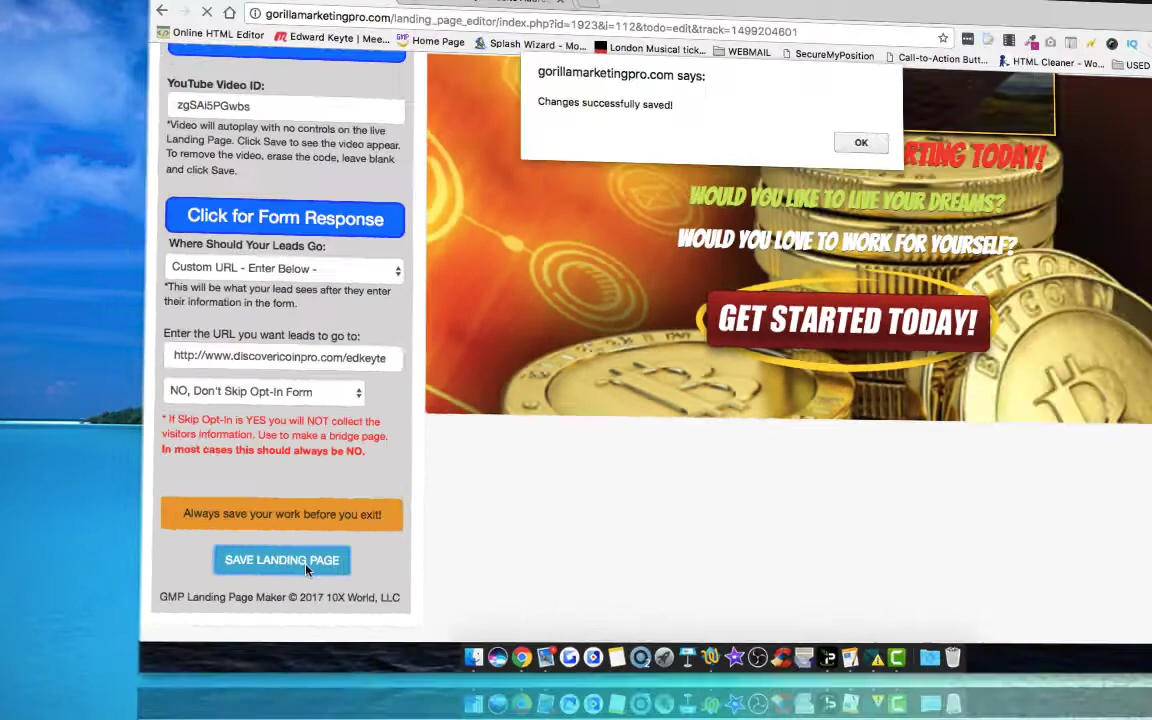 gorillamarketingpro.com/landing_page_editor/index.php?id=1923&l=112&todo=edit&track=1499204601
Online HTML Editor
Edward Keyte (Mee...
Home Page
Splash Wizard - Mo...
London Musical tick...
WEBMAIL
SecureMyPosition
Call-to-Action Butt...
HTML Cleaner - Wo...
USED
IQ
gorillamarketingpro.com says:
Changes successfully saved!
OK
YouTube Video ID:
zgSAi5PGwbs
*Video will autoplay with no controls on the live
Landing Page. Click Save to see the video appear.
To remove the video, erase the code, leave blank
and click Save.
Click for Form Response
Where Should Your Leads Go:
Custom URL - Enter Below -
*This will be what your lead sees after they enter
their information in the form.
Enter the URL you want leads to go to:
http://www.discovericoinpro.com/edkeyte
NO, Don't Skip Opt-In Form
* If Skip Opt-In is YES you will NOT collect the
visitors information. Use to make a bridge page.
In most cases this should always be NO.
Always save your work before you exit!
SAVE LANDING PAGE
GMP Landing Page Maker © 2017 10X World, LLC
TODAY!
WOULD YOU LIKE TO LIVE YOUR DREAMS?
WOULD YOU LOVE TO WORK FOR YOURSELF?
GET STARTED TODAY!
BITCOIN